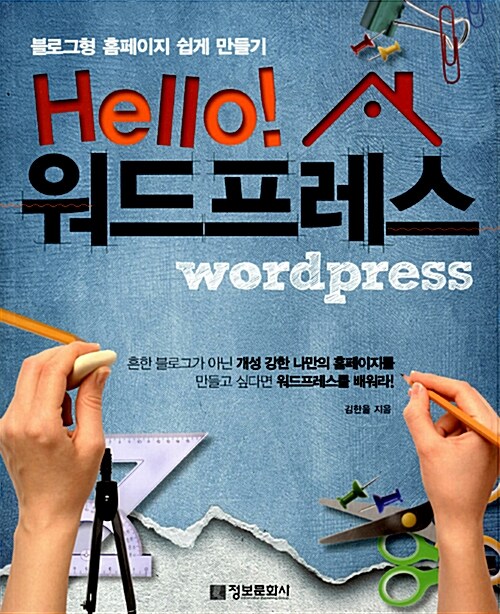 블로그형 홈페이지 쉽게 만들기
Hello!
워드프레스
wordpress
흔한 블로그가 아닌 개성 강한 나만의 홈페이지를
만들고 싶다면 워드프레스를 배워라!
김한울 지음
정보문화사